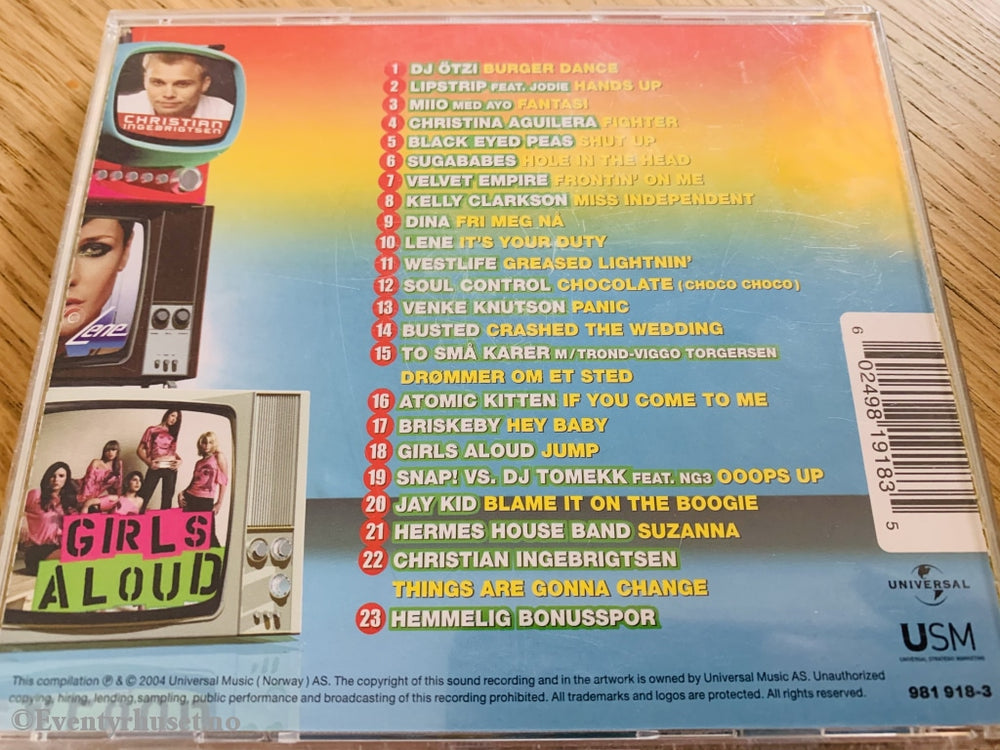 CHRISTIAN
INGEBRIGTSEN
Lene
GIRLS
ALOUD
1 DJ ÖTZI BURGER DANCE
2 LIPSTRIP FEAT. JODIE HANDS UP
3 MIIO MED AYO FANTASI
4 CHRISTINA AGUILERA FIGHTER
5 BLACK EYED PEAS SHUT UP
6 SUGABABES HOLE IN THE HEAD
7 VELVET EMPIRE FRONTIN' ON ME
8 KELLY CLARKSON MISS INDEPENDENT
9 DINA FRI MEG NÅ
10 LENE IT'S YOUR DUTY
11 WESTLIFE GREASED LIGHTNIN'
12 SOUL CONTROL CHOCOLATE (CHOCO CHOCO)
13 VENKE KNUTSON PANIC
14 BUSTED CRASHED THE WEDDING
15 TO SMÅ KARER M/TROND-VIGGO TORGERSEN
DRØMMER OM ET STED
16 ATOMIC KITTEN IF YOU COME TO ME
17 BRISKEBY HEY BABY
18 GIRLS ALOUD JUMP
19 SNAP! VS. DJ TOMEKK FEAT. NG3 OOOPS UP
20 JAY KID BLAME IT ON THE BOOGIE
21 HERMES HOUSE BAND SUZANNA
22 CHRISTIAN INGEBRIGTSEN
THINGS ARE GONNA CHANGE
23 HEMMELIG BONUSSPOR
6 02498 19183 5
UNIVERSAL
USM
UNIVERSAL STRATEGIC MARKETING
981 918-3
This compilation ℗ & © 2004 Universal Music (Norway) AS. The copyright of this sound recording and in the artwork is owned by Universal Music AS. Unauthorized
copying, hiring, lending, sampling, public performance and broadcasting of this recording prohibited. All trademarks and logos are protected. All rights reserved.
©Eventyrhuset.no